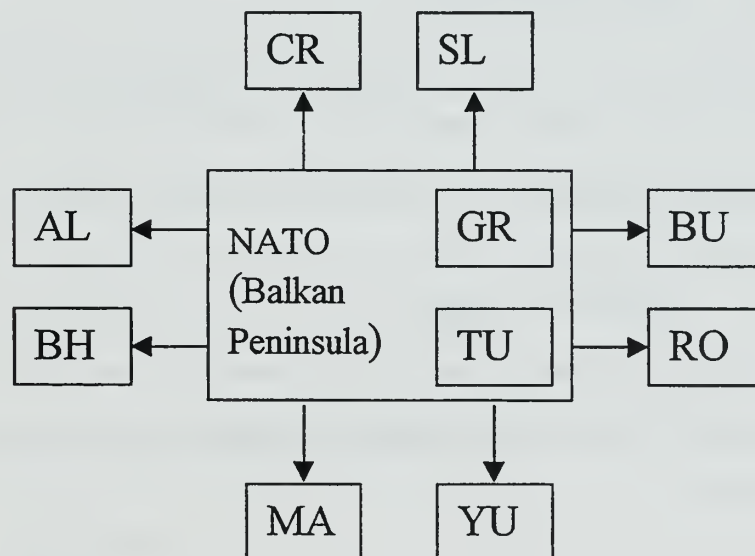 CR
SL
AL
NATO
(Balkan
Peninsula)
GR
BU
BH
TU
RO
MA
YU